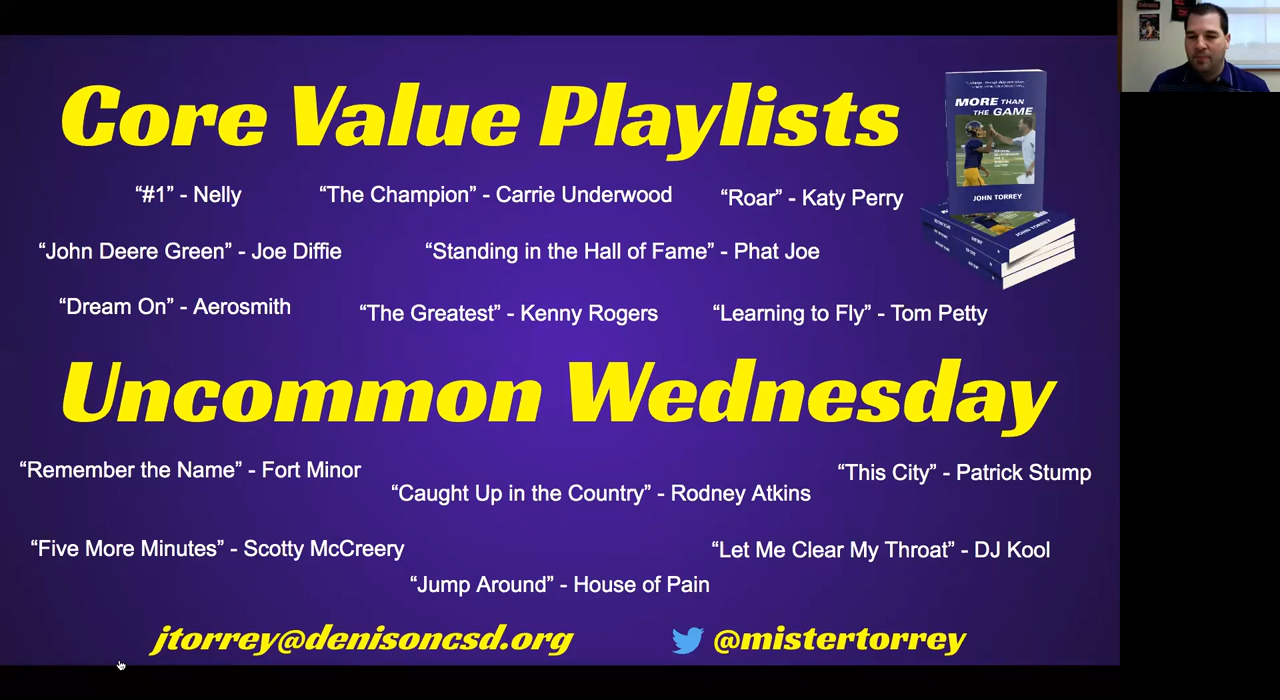 Core Value Playlists
“#1” - Nelly
“The Champion” - Carrie Underwood
“Roar” - Katy Perry
“John Deere Green” - Joe Diffie
“Standing in the Hall of Fame” - Phat Joe
“Dream On” - Aerosmith
“The Greatest” - Kenny Rogers
“Learning to Fly” - Tom Petty
MORE THAN
THE GAME
JOHN TORREY
JOHN TORREY
Uncommon Wednesday
“Remember the Name” - Fort Minor
“Caught Up in the Country” - Rodney Atkins
“This City” - Patrick Stump
“Five More Minutes” - Scotty McCreery
“Let Me Clear My Throat” - DJ Kool
“Jump Around” - House of Pain
jtorrey@denisoncsd.org
@mistertorrey